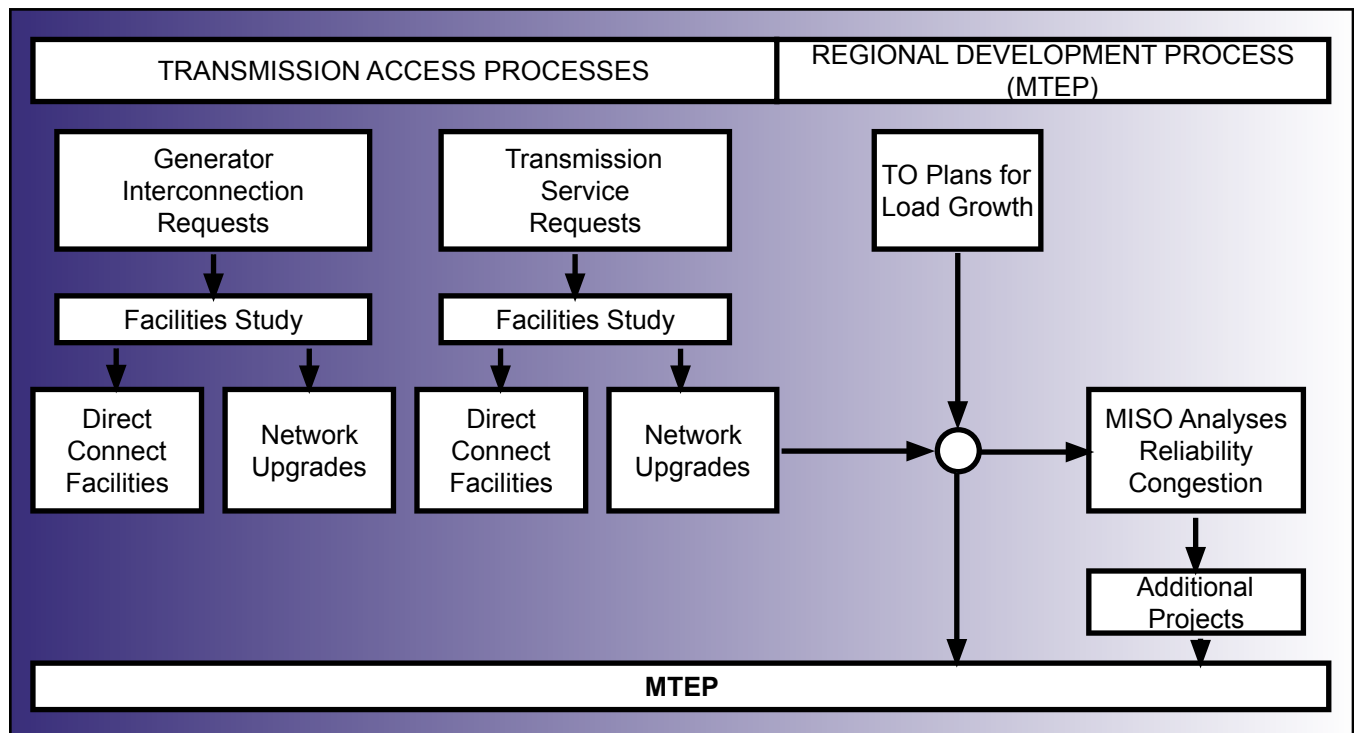 TRANSMISSION ACCESS PROCESSES
REGIONAL DEVELOPMENT PROCESS
(MTEP)
Generator
Interconnection
Requests
Transmission
Service
Requests
TO Plans for
Load Growth
Facilities Study
Facilities Study
Direct
Connect
Facilities
Network
Upgrades
Direct
Connect
Facilities
Network
Upgrades
MISO Analyses
Reliability
Congestion
Additional
Projects
MTEP